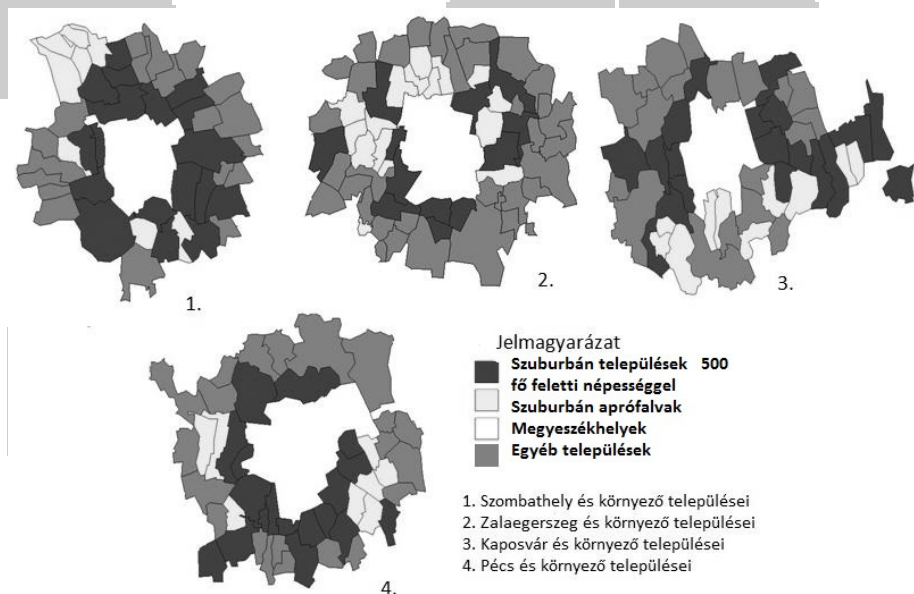 1.
2.
3.
4.
Jelmagyarázat
Szuburbán települések 500
fő feletti népességgel
Szuburbán aprófalvak
Megyeszékhelyek
Egyéb települések
1. Szombathely és környező települései
2. Zalaegerszeg és környező települései
3. Kaposvár és környező települései
4. Pécs és környező települései